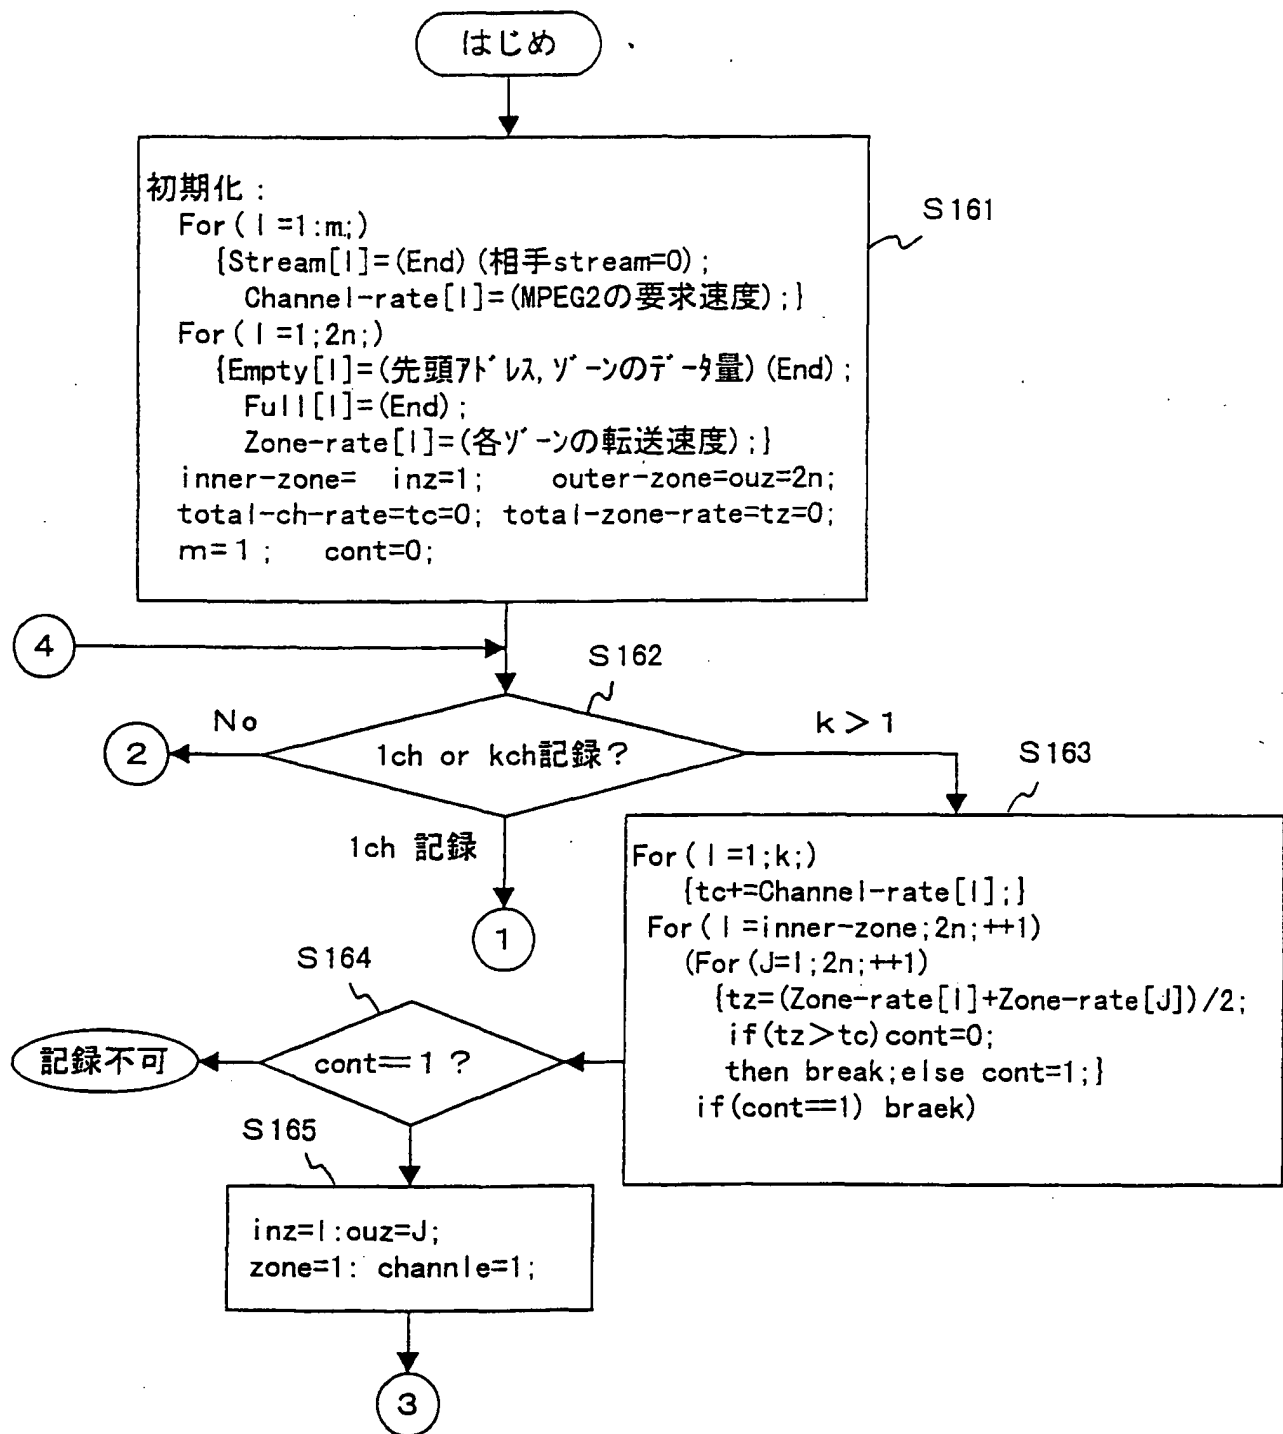 はじめ
初期化:
For(I=1:m;)
{Stream[I]=(End)(相手stream=0);
Channel-rate[I]=(MPEG2の要求速度);}
For(I=1;2n;)
{Empty[I]=(先頭ｱﾄﾞﾚｽ,ｿﾞｰﾝのﾃﾞｰﾀ量)(End);
Full[I]=(End);
Zone-rate[I]=(各ｿﾞｰﾝの転送速度);}
inner-zone= inz=1; outer-zone=ouz=2n;
total-ch-rate=tc=0; total-zone-rate=tz=0;
m=1; cont=0;
S161
4
S162
No
1ch or kch記録?
k>1
2
S163
1ch 記録
1
For(I=1;k;)
{tc+=Channel-rate[I];}
For(I=inner-zone;2n;++1)
(For(J=I;2n;++1)
{tz=(Zone-rate[I]+Zone-rate[J])/2;
if(tz>tc)cont=0;
then break;else cont=1;}
if(cont==1) braek)
S164
cont==1?
記録不可
S165
inz=I:ouz=J;
zone=1: channle=1;
3